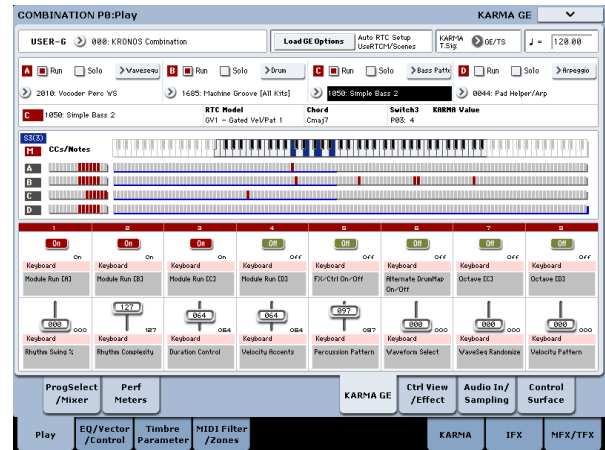 COMBINATION P0:Play KARMA GE
USER-G 000: KRONOS Combination Load GE Options Auto RTC Setup KARMA GE/TS ♩= 120.00
UseRTCM/Scenes T.Sig:
A Run Solo >Wavesequ B Run Solo >Drum C Run Solo >Bass Patte D Run Solo >Arpeggio
2010: Vocoder Perc WS 1685: Machine Groove [All Kits] 1050: Simple Bass 2 0044: Pad Helper/Arp
C 1050: Simple Bass 2 RTC Model Chord Switch3 KARMA Value
GV1 - Gated Vel/Pat 1 Cmaj7 P03: 4
S3(3)
M CCs/Notes
A
B
C
D
1 2 3 4 5 6 7 8
On On On Off Off Off Off Off
On On On Off Off Off Off Off
Keyboard Keyboard Keyboard Keyboard Keyboard Keyboard Keyboard Keyboard
Module Run [A] Module Run [B] Module Run [C] Module Run [D] FX/Ctrl On/Off Alternate DrumMap Octave [C] Octave [D]
On/Off
000 127 064 064 097 000 000 000
000 127 064 064 097 000 000 000
Keyboard Keyboard Keyboard Keyboard Keyboard Keyboard Keyboard Keyboard
Rhythm Swing % Rhythm Complexity Duration Control Velocity Accents Percussion Pattern Waveform Select WaveSeq Randomize Velocity Pattern
ProgSelect Perf KARMA GE Ctrl View Audio In/ Control
/Mixer Meters /Effect Sampling Surface
Play EQ/Vector Timbre MIDI Filter KARMA IFX MFX/TFX
/Control Parameter /Zones